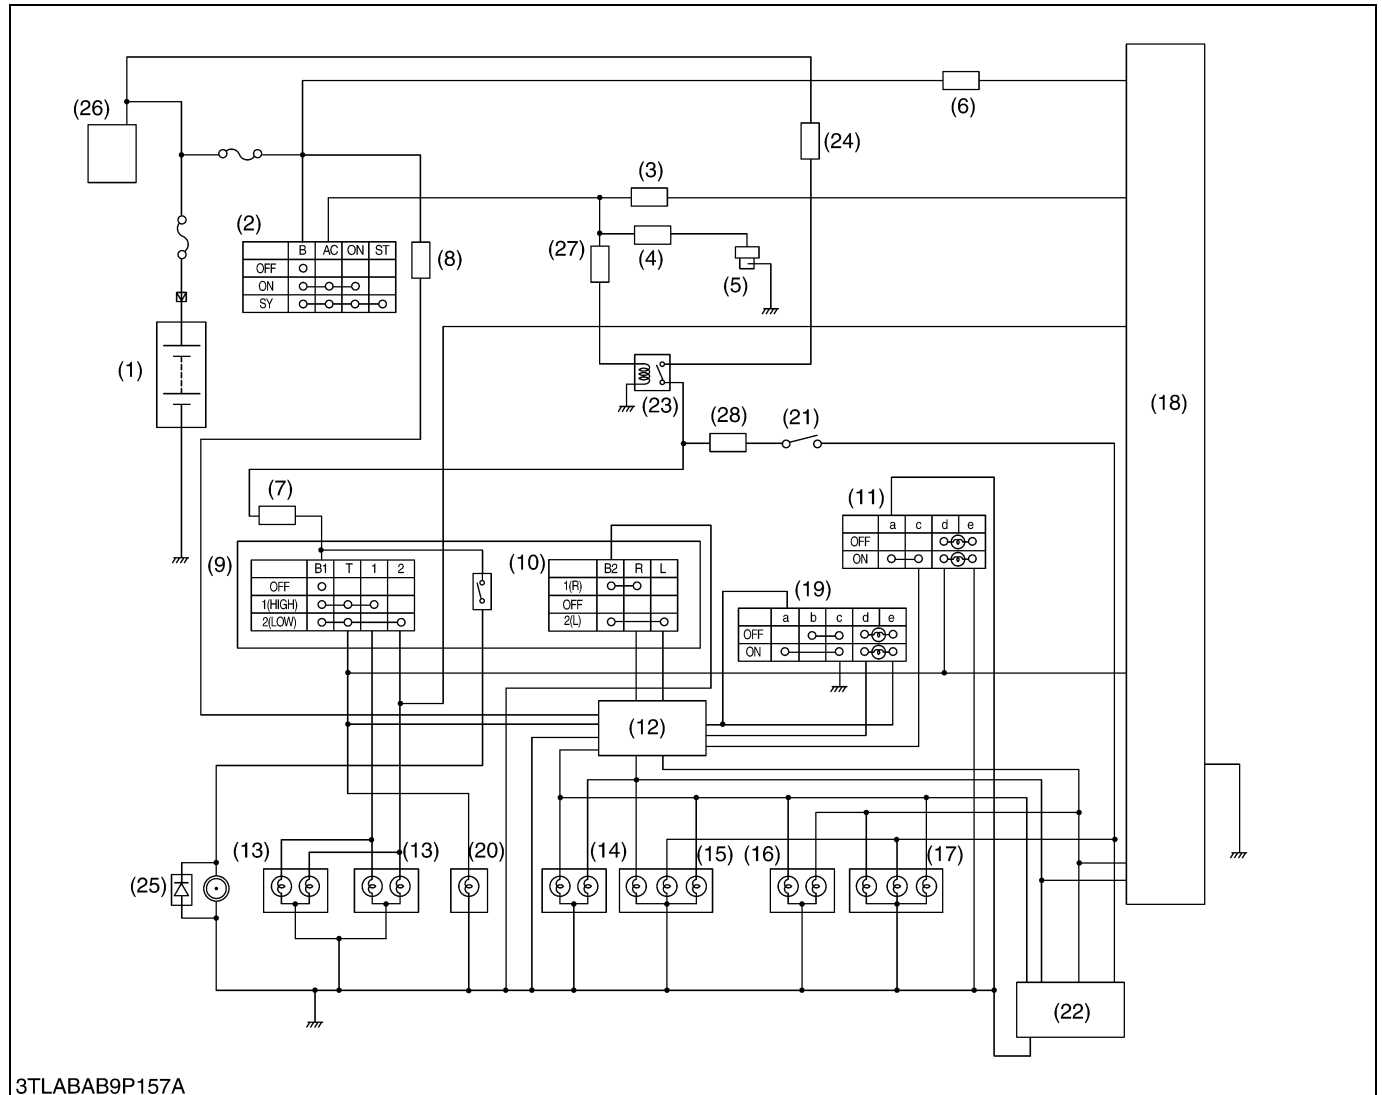 (26)
(6)
(24)
(3)
(2)
B AC ON ST
OFF
ON
SY
(8)
(27)
(4)
(5)
(1)
(23)
(18)
(28)
(21)
(7)
(11)
a c d e
OFF
ON
(9)
B1 T 1 2
OFF
1(HIGH)
2(LOW)
(10)
B2 R L
1(R)
OFF
2(L)
(19)
a b c d e
OFF
ON
(12)
(13)
(13)
(20)
(14)
(15)
(16)
(17)
(25)
(22)
3TLABAB9P157A